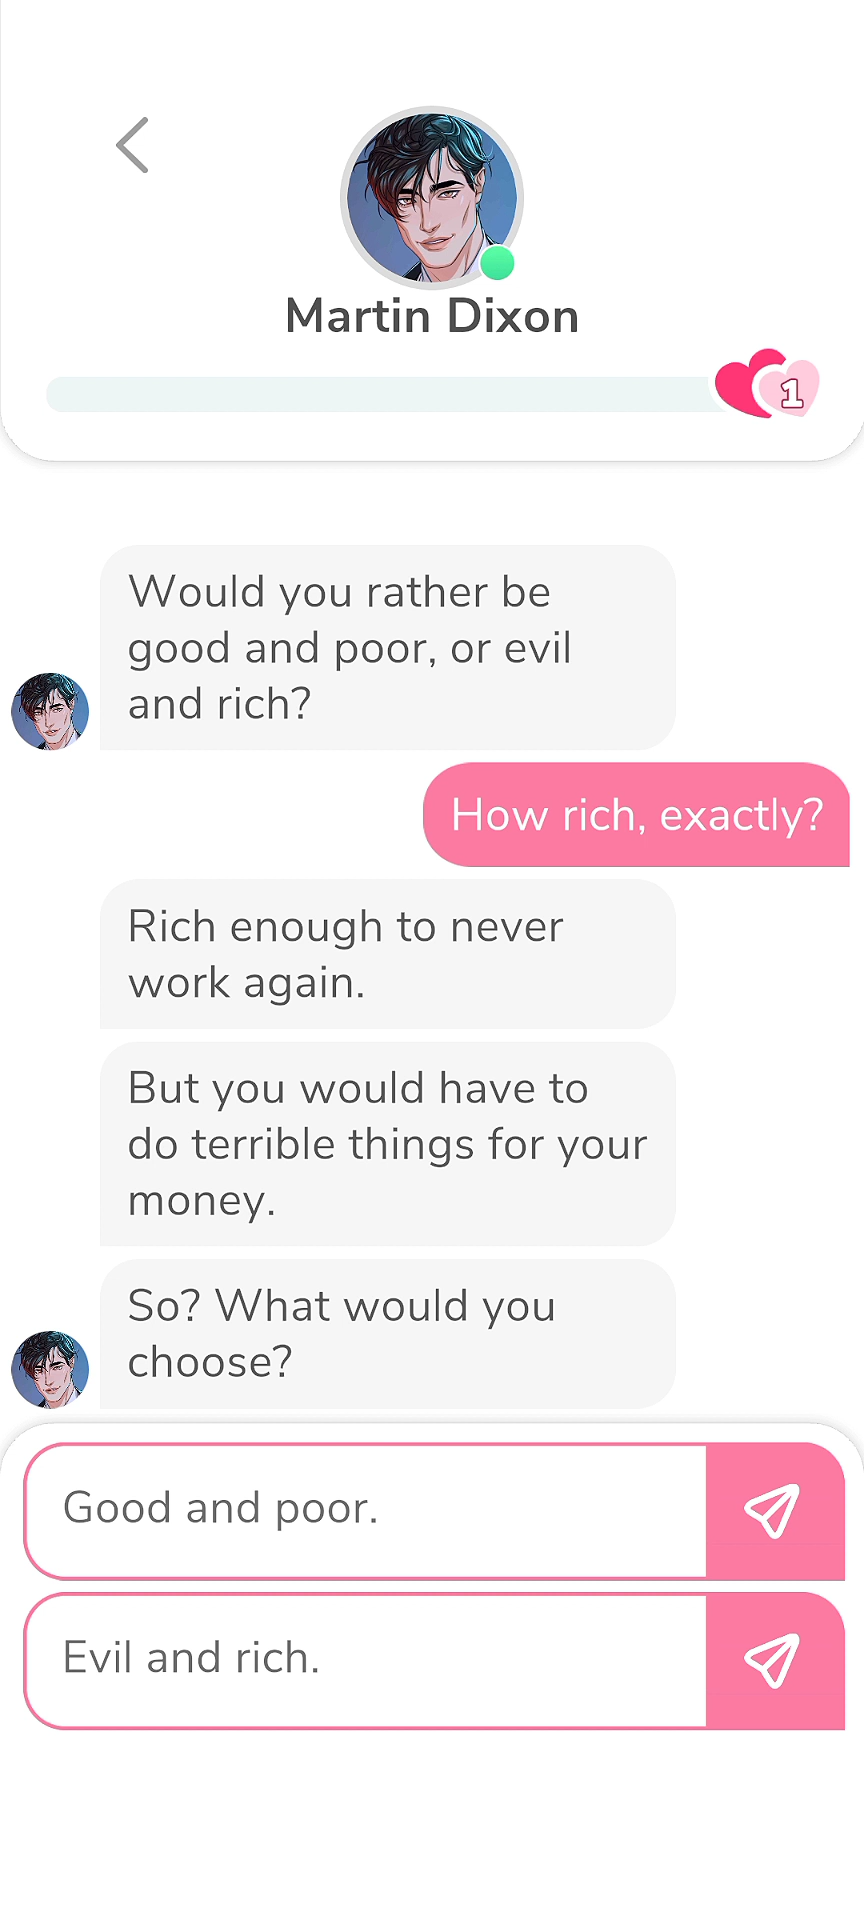 Martin Dixon
1
Would you rather be
good and poor, or evil
and rich?
How rich, exactly?
Rich enough to never
work again.
But you would have to
do terrible things for your
money.
So? What would you
choose?
Good and poor.
Evil and rich.